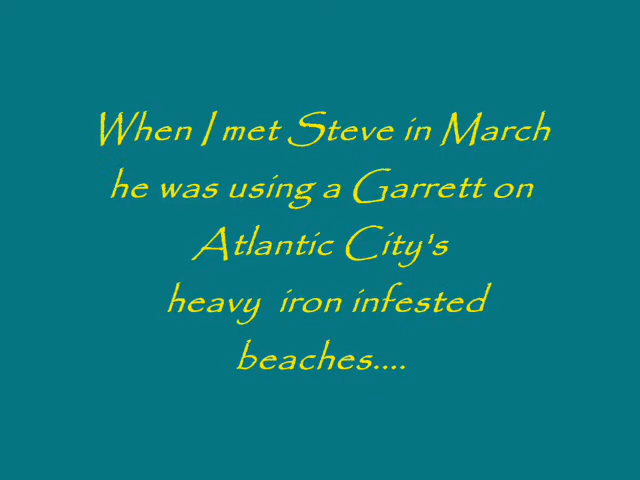 When I met Steve in March
he was using a Garrett on
Atlantic City's
heavy  iron infested
beaches....